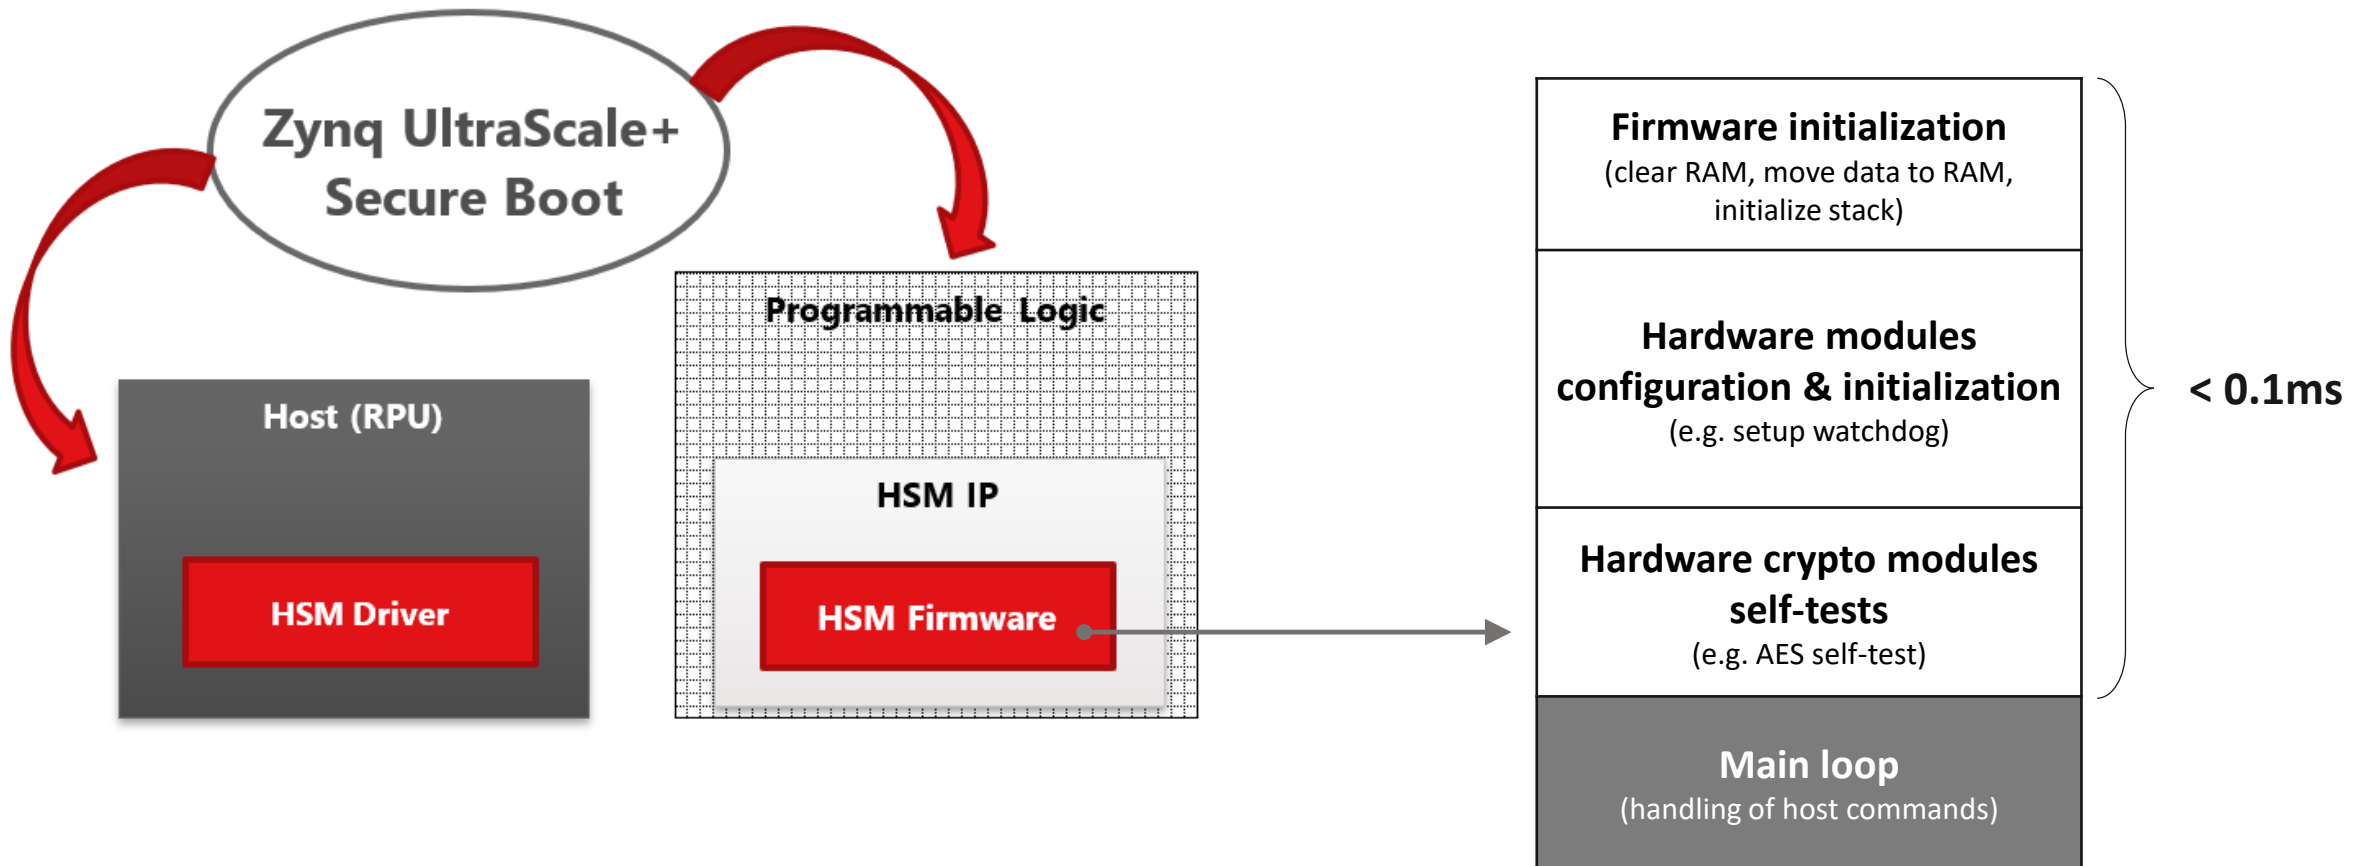 Zynq UltraScale+
Secure Boot
Host (RPU)
HSM Driver
Programmable Logic
HSM IP
HSM Firmware
Firmware initialization
(clear RAM, move data to RAM,
initialize stack)
Hardware modules
configuration & initialization
(e.g. setup watchdog)
Hardware crypto modules
self-tests
(e.g. AES self-test)
Main loop
(handling of host commands)
< 0.1ms